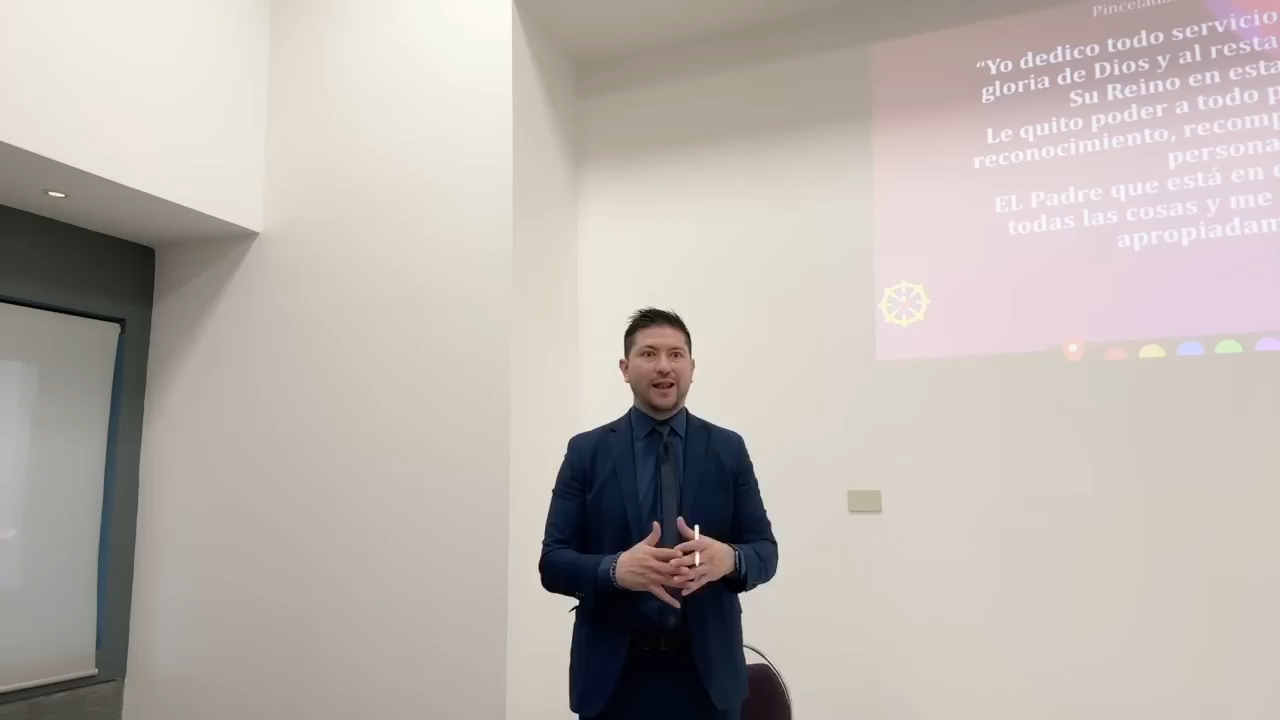 Pinceladas
“Yo dedico todo servicio
gloria de Dios y al resta
Su Reino en esta
Le quito poder a todo p
reconocimiento, recomp
persona
EL Padre que está en c
todas las cosas y me
apropiadam